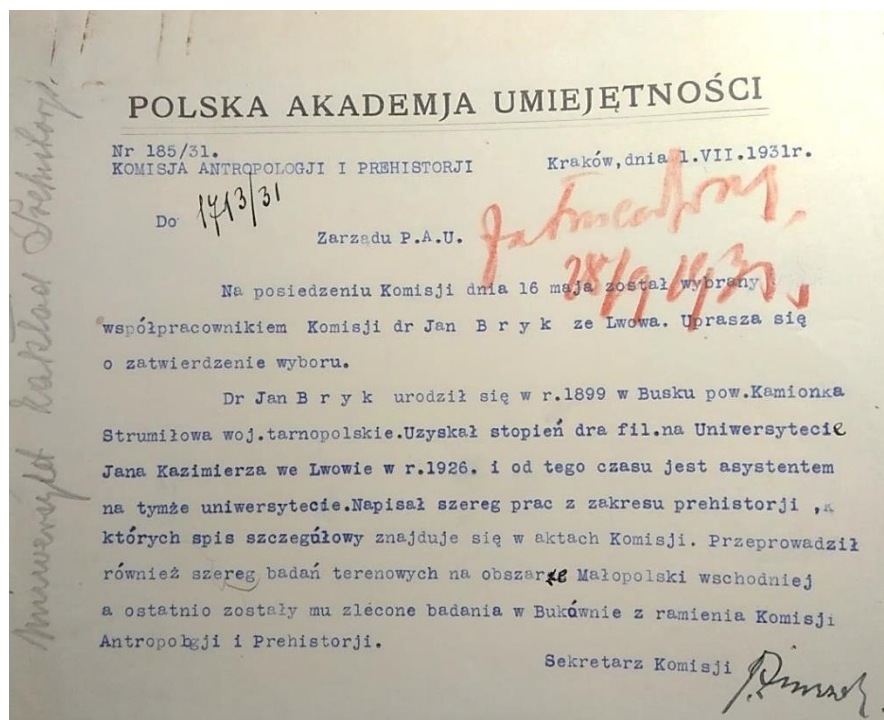 POLSKA AKADEMJA UMIEJĘTNOŚCI
Nr 185/31.
KOMISJA ANTROPOLOGJI I PREHISTORJI
Kraków,dnia 1.VII.1931r.
Do
1713/31
Zarządu P.A.U.
28/9 1931
Na posiedzeniu Komisji dnia 16 maja został wybrany
współpracownikiem Komisji dr Jan B r y k ze Lwowa. Uprasza się
o zatwierdzenie wyboru.
Dr Jan B r y k urodził się w r.1899 w Busku pow.Kamionka
Strumiłowa woj.tarnopolskie.Uzyskał stopień dra fil.na Uniwersytecie
Jana Kazimierza we Lwowie w r.1926. i od tego czasu jest asystentem
na tymże uniwersytecie.Napisał szereg prac z zakresu prehistorji ,
których spis szczegúłowy znajduje się w aktach Komisji. Przeprowadził
również szereg badań terenowych na obszarze Małopolski wschodniej
a ostatnio zostały mu zlécone badania w Bukáwnie z ramienia Komisji
Antropolgji i Prehistorji.
Sekretarz Komisji
Uniwersytet Zakład Prehistorji.